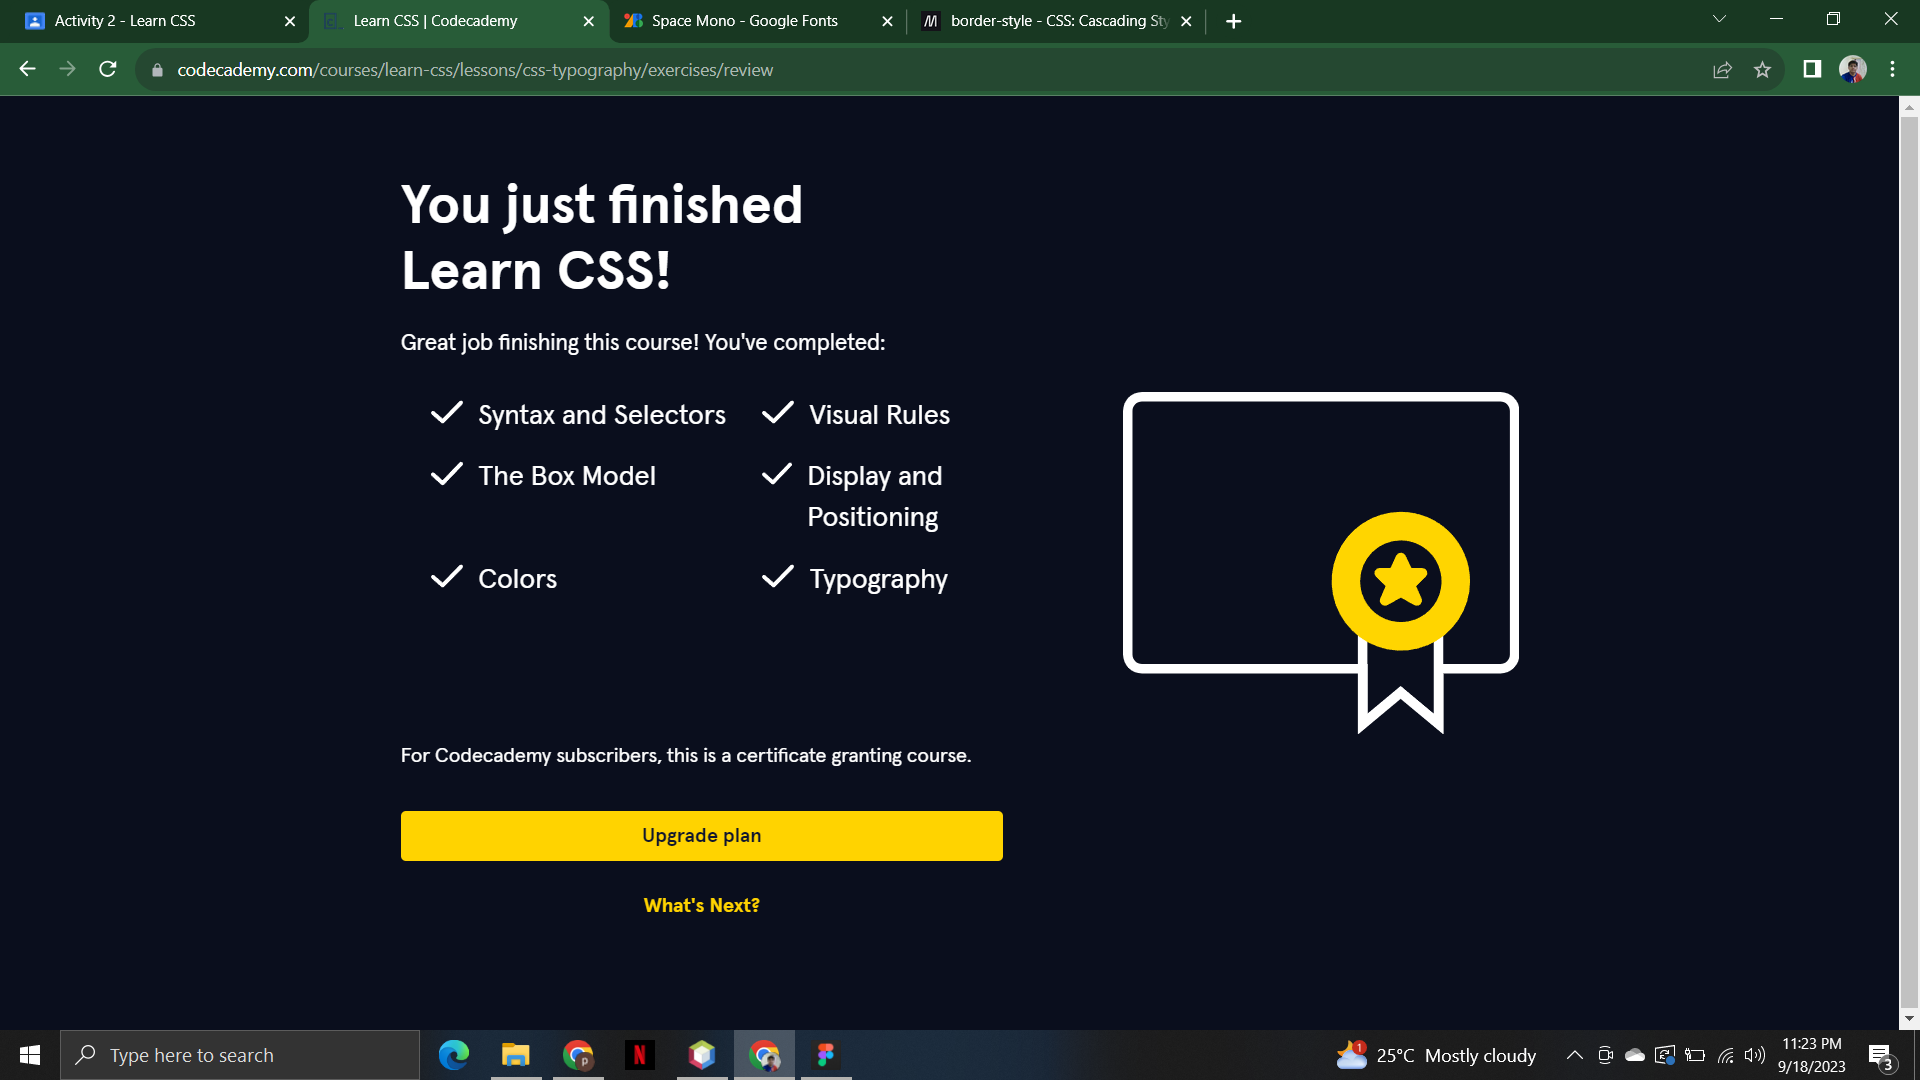 Activity 2 - Learn CSS
Learn CSS | Codecademy
Space Mono - Google Fonts
border-style - CSS: Cascading Sty
codecademy.com/courses/learn-css/lessons/css-typography/exercises/review
You just finished
Learn CSS!
Great job finishing this course! You've completed:
Syntax and Selectors
Visual Rules
The Box Model
Display and
Positioning
Colors
Typography
For Codecademy subscribers, this is a certificate granting course.
Upgrade plan
What's Next?
Type here to search
1
25°C Mostly cloudy
11:23 PM
9/18/2023
3